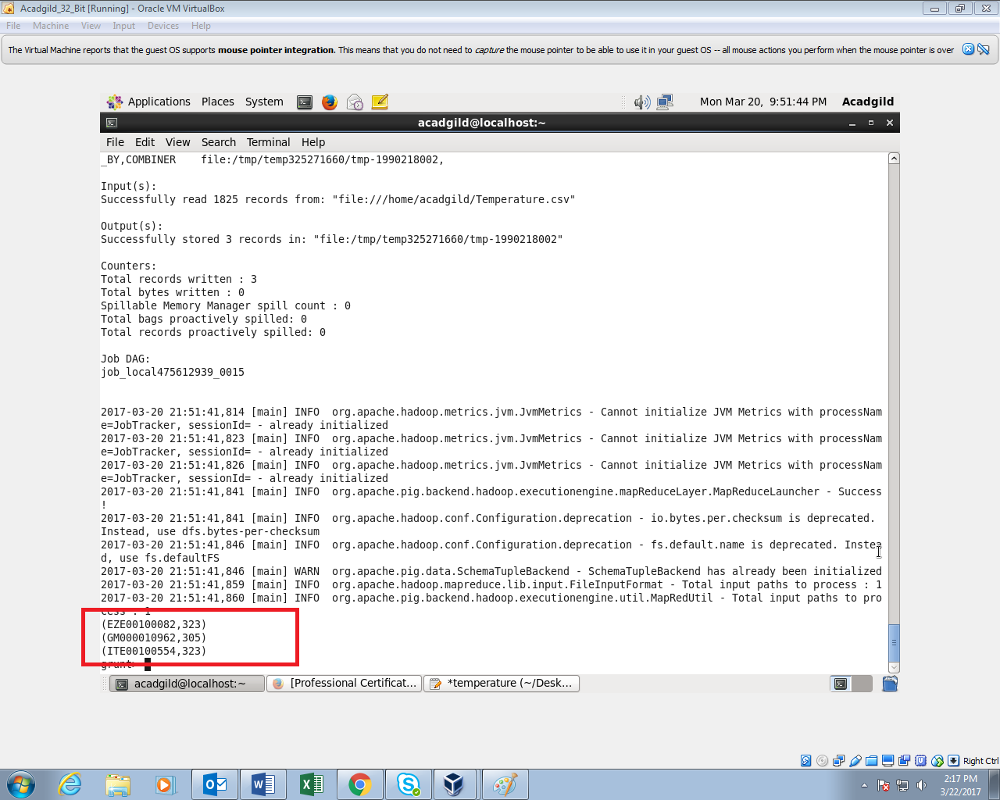 Acadgild_32_Bit [Running] - Oracle VM VirtualBox
File Machine View Input Devices Help
The Virtual Machine reports that the guest OS supports mouse pointer integration. This means that you do not need to capture the mouse pointer to be able to use it in your guest OS -- all mouse actions you perform when the mouse pointer is over
Applications Places System Mon Mar 20, 9:51:44 PM Acadgild
acadgild@localhost:~
File Edit View Search Terminal Help
_BY,COMBINER    file:/tmp/temp325271660/tmp-1990218002,
Input(s):
Successfully read 1825 records from: "file:///home/acadgild/Temperature.csv"
Output(s):
Successfully stored 3 records in: "file:/tmp/temp325271660/tmp-1990218002"
Counters:
Total records written : 3
Total bytes written : 0
Spillable Memory Manager spill count : 0
Total bags proactively spilled: 0
Total records proactively spilled: 0
Job DAG:
job_local475612939_0015
2017-03-20 21:51:41,814 [main] INFO  org.apache.hadoop.metrics.jvm.JvmMetrics - Cannot initialize JVM Metrics with processNam
e=JobTracker, sessionId= - already initialized
2017-03-20 21:51:41,823 [main] INFO  org.apache.hadoop.metrics.jvm.JvmMetrics - Cannot initialize JVM Metrics with processNam
e=JobTracker, sessionId= - already initialized
2017-03-20 21:51:41,826 [main] INFO  org.apache.hadoop.metrics.jvm.JvmMetrics - Cannot initialize JVM Metrics with processNam
e=JobTracker, sessionId= - already initialized
2017-03-20 21:51:41,841 [main] INFO  org.apache.pig.backend.hadoop.executionengine.mapReduceLayer.MapReduceLauncher - Success
!
2017-03-20 21:51:41,841 [main] INFO  org.apache.hadoop.conf.Configuration.deprecation - io.bytes.per.checksum is deprecated.
Instead, use dfs.bytes-per-checksum
2017-03-20 21:51:41,846 [main] INFO  org.apache.hadoop.conf.Configuration.deprecation - fs.default.name is deprecated. Instea
d, use fs.defaultFS
2017-03-20 21:51:41,846 [main] WARN  org.apache.pig.data.SchemaTupleBackend - SchemaTupleBackend has already been initialized
2017-03-20 21:51:41,859 [main] INFO  org.apache.hadoop.mapreduce.lib.input.FileInputFormat - Total input paths to process : 1
2017-03-20 21:51:41,860 [main] INFO  org.apache.pig.backend.hadoop.executionengine.util.MapRedUtil - Total input paths to pro
cess : 1
(EZE00100082,323)
(GM000010962,305)
(ITE00100554,323)
grunt>
acadgild@localhost:~ [Professional Certificat... *temperature (~/Desk...
Right Ctrl
2:17 PM
3/22/2017